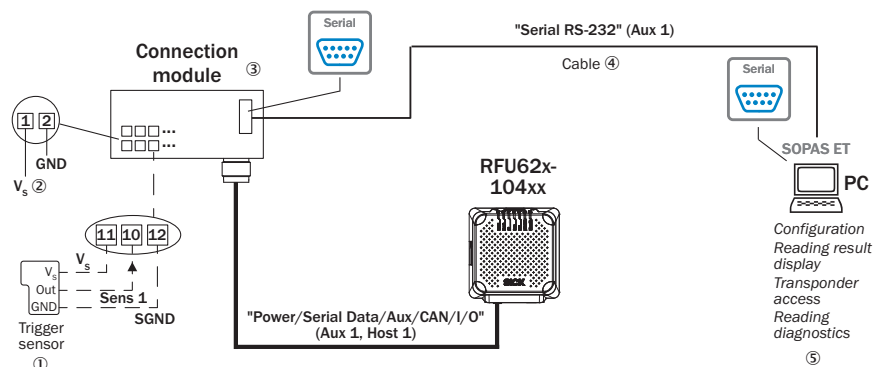 Serial
"Serial RS-232" (Aux 1)
Connection
module ③
Cable ④
Serial
1 2
GND
Vs ②
SOPAS ET
PC
RFU62x-
104xx
SICK
11 10 12
Vs
Vs
Out
Sens 1
GND
SGND
Trigger
sensor
①
"Power/Serial Data/Aux/CAN/I/O"
(Aux 1, Host 1)
Configuration
Reading result
display
Transponder
access
Reading
diagnostics
⑤